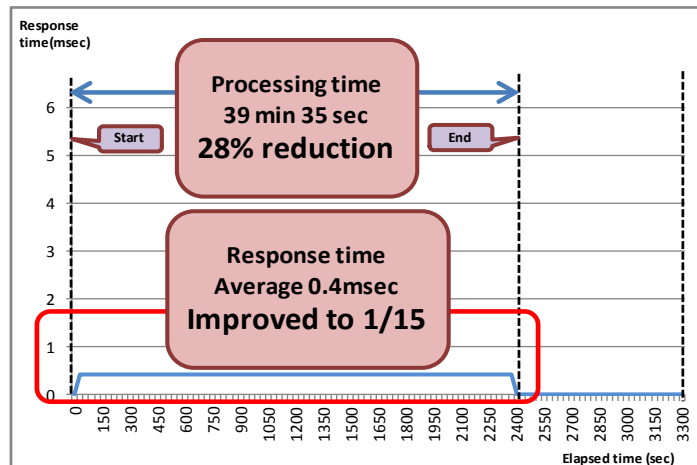 Response
time(msec)
Processing time
39 min 35 sec
28% reduction
Start
End
Response time
Average 0.4msec
Improved to 1/15
6
5
4
3
2
1
0
0 150 300 450 600 750 900 1050 1200 1350 1500 1650 1800 1950 2100 2250 2400 2550 2700 2850 3000 3150 3300
Elapsed time (sec)